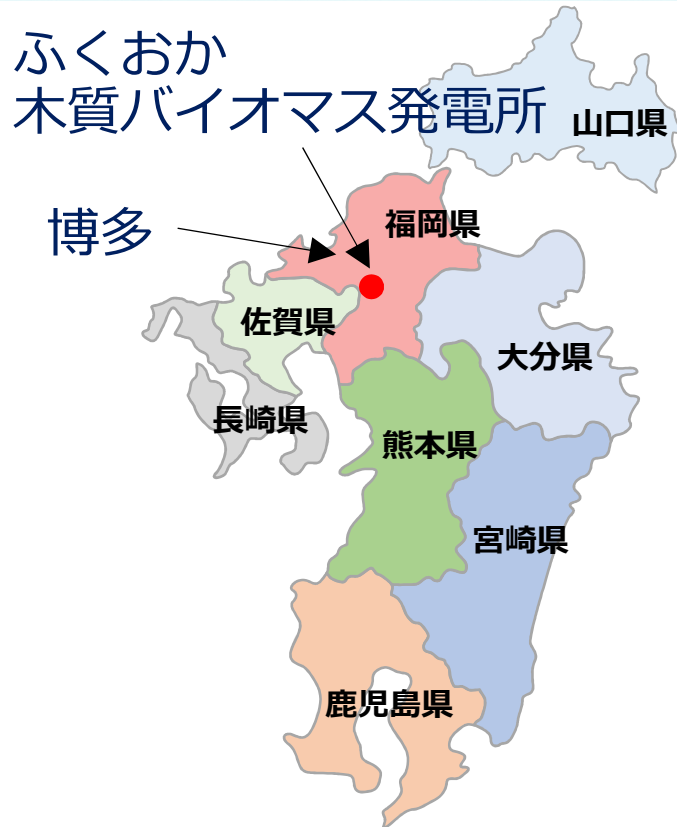 ふくおか
木質バイオマス発電所
山口県
博多
福岡県
佐賀県
大分県
長崎県
熊本県
宮崎県
鹿児島県